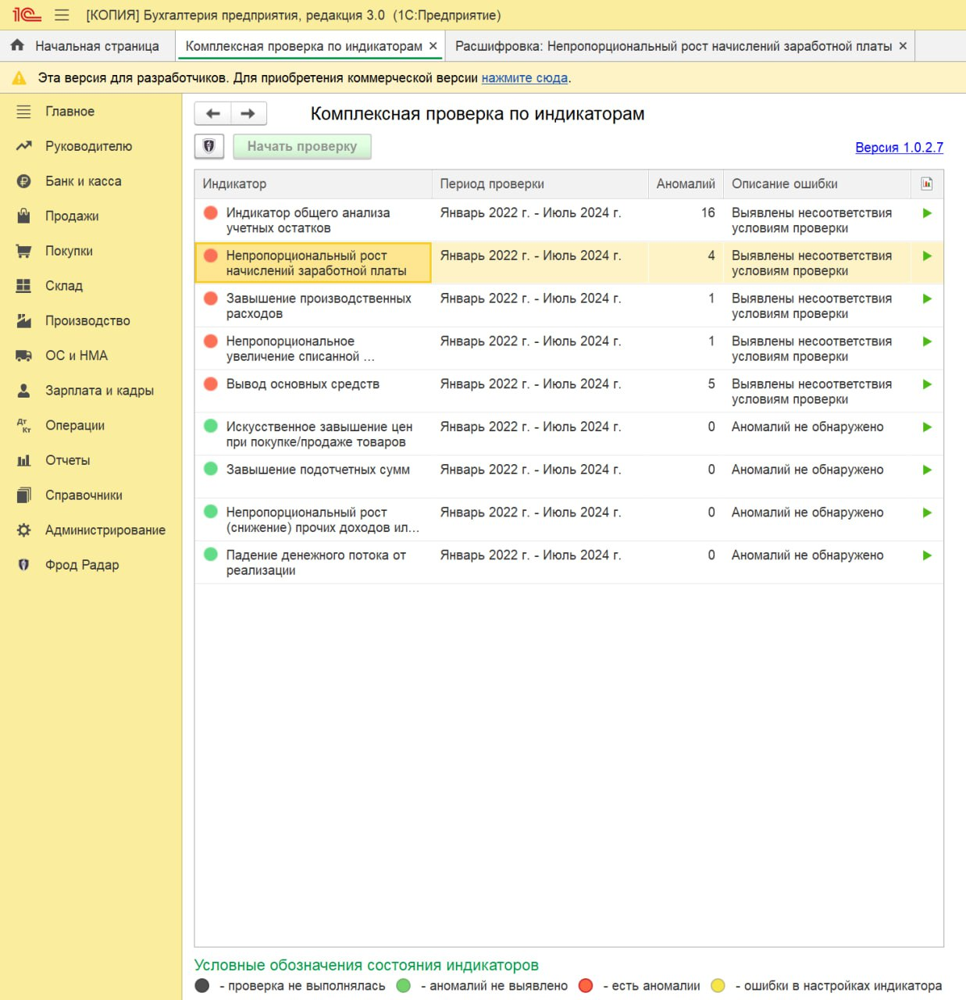 1С [КОПИЯ] Бухгалтерия предприятия, редакция 3.0 (1С:Предприятие)
Начальная страница Комплексная проверка по индикаторам × Расшифровка: Непропорциональный рост начислений заработной платы ×
Эта версия для разработчиков. Для приобретения коммерческой версии нажмите сюда.
Главное
Руководителю
Банк и касса
Продажи
Покупки
Склад
Производство
ОС и НМА
Зарплата и кадры
Дт Кт Операции
Отчеты
Справочники
Администрирование
Фрод Радар
Комплексная проверка по индикаторам
Начать проверку Версия 1.0.2.7
Индикатор Период проверки Аномалий Описание ошибки
Индикатор общего анализа Январь 2022 г. - Июль 2024 г. 16 Выявлены несоответствия
учетных остатков условиям проверки
Непропорциональный рост Январь 2022 г. - Июль 2024 г. 4 Выявлены несоответствия
начислений заработной платы условиям проверки
Завышение производственных Январь 2022 г. - Июль 2024 г. 1 Выявлены несоответствия
расходов условиям проверки
Непропорциональное Январь 2022 г. - Июль 2024 г. 1 Выявлены несоответствия
увеличение списанной ... условиям проверки
Вывод основных средств Январь 2022 г. - Июль 2024 г. 5 Выявлены несоответствия
условиям проверки
Искусственное завышение цен Январь 2022 г. - Июль 2024 г. 0 Аномалий не обнаружено
при покупке/продаже товаров
Завышение подотчетных сумм Январь 2022 г. - Июль 2024 г. 0 Аномалий не обнаружено
Непропорциональный рост Январь 2022 г. - Июль 2024 г. 0 Аномалий не обнаружено
(снижение) прочих доходов ил...
Падение денежного потока от Январь 2022 г. - Июль 2024 г. 0 Аномалий не обнаружено
реализации
Условные обозначения состояния индикаторов
- проверка не выполнялась - аномалий не выявлено - есть аномалии - ошибки в настройках индикатора